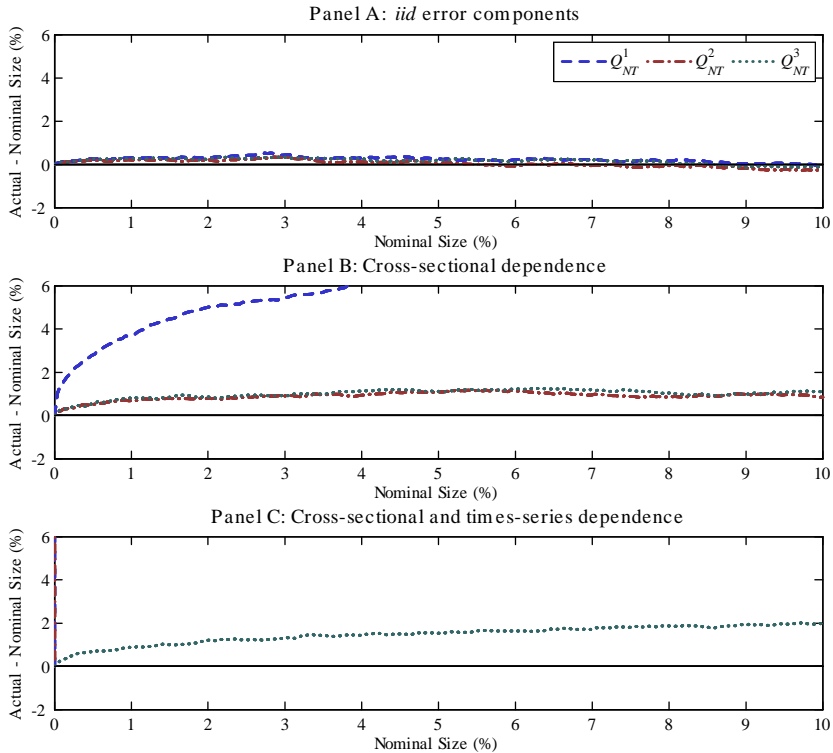 Panel A: iid error components
Actual - Nominal Size (%)
6
4
2
0
-2
Q¹NT Q²NT Q³NT
0 1 2 3 4 5 6 7 8 9 10
Nominal Size (%)
Panel B: Cross-sectional dependence
Actual - Nominal Size (%)
6
4
2
0
-2
0 1 2 3 4 5 6 7 8 9 10
Nominal Size (%)
Panel C: Cross-sectional and times-series dependence
Actual - Nominal Size (%)
6
4
2
0
-2
0 1 2 3 4 5 6 7 8 9 10
Nominal Size (%)